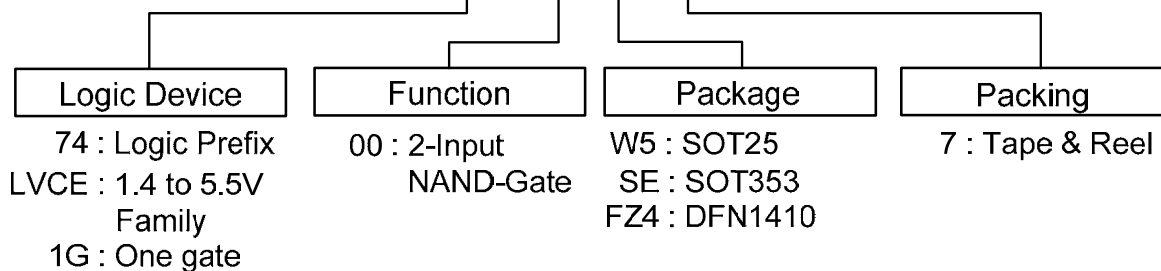 Logic Device
74 : Logic Prefix
LVCE : 1.4 to 5.5V
Family
1G : One gate
Function
00 : 2-Input
NAND-Gate
Package
W5 : SOT25
SE : SOT353
FZ4 : DFN1410
Packing
7 : Tape & Reel